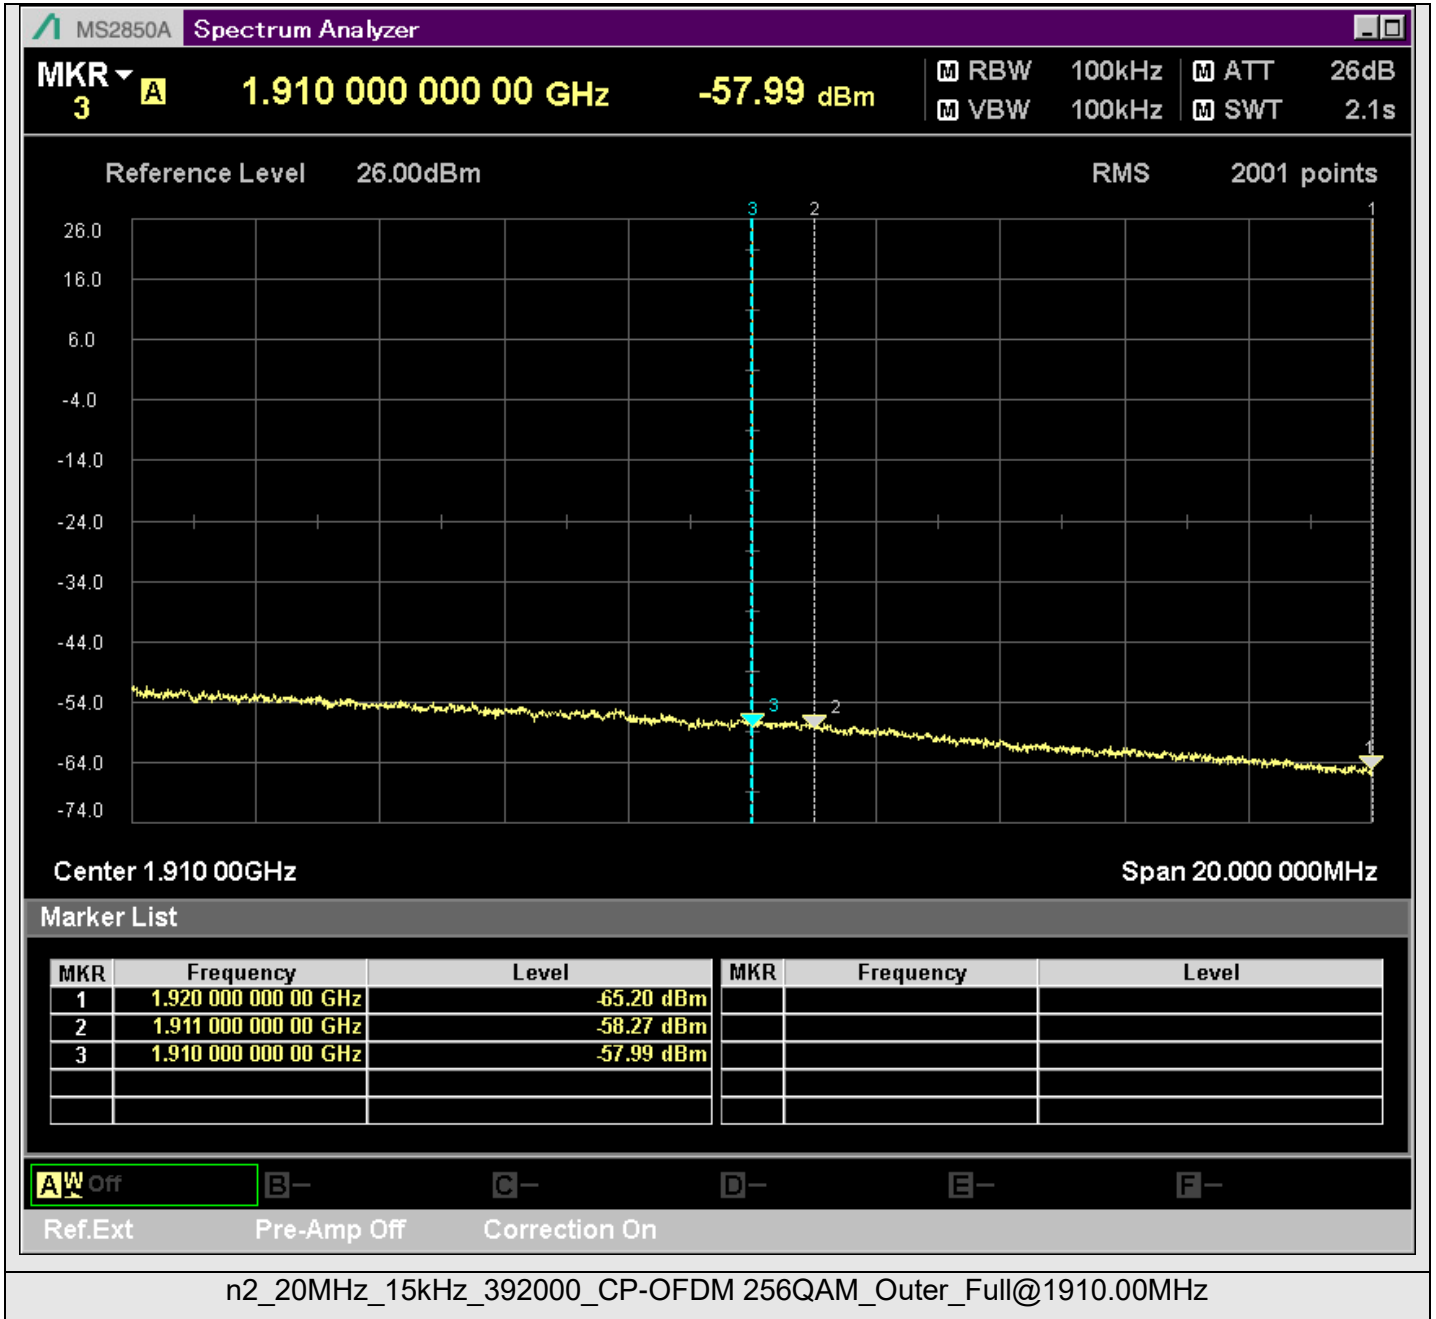 MS2850A Spectrum Analyzer
MKR 3 A 1.910 000 000 00 GHz -57.99 dBm
M RBW 100kHz M ATT 26dB
M VBW 100kHz M SWT 2.1s
Reference Level 26.00dBm RMS 2001 points
3 2 1
26.0
16.0
6.0
-4.0
-14.0
-24.0
-34.0
-44.0
-54.0
3 2
1
-64.0
-74.0
Center 1.910 00GHz Span 20.000 000MHz
Marker List
MKR Frequency Level MKR Frequency Level
1 1.920 000 000 00 GHz -65.20 dBm
2 1.911 000 000 00 GHz -58.27 dBm
3 1.910 000 000 00 GHz -57.99 dBm
A W Off B – C – D – E – F –
Ref.Ext Pre-Amp Off Correction On
n2_20MHz_15kHz_392000_CP-OFDM 256QAM_Outer_Full@1910.00MHz